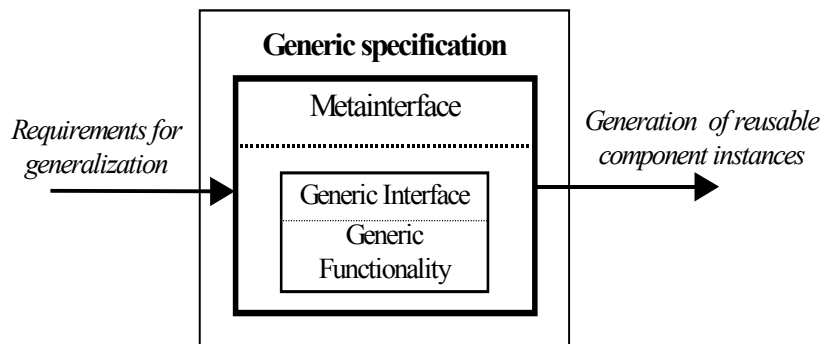 Generic specification
Metainterface
Requirements for
generalization
Generation of reusable
component instances
Generic Interface
Generic
Functionality